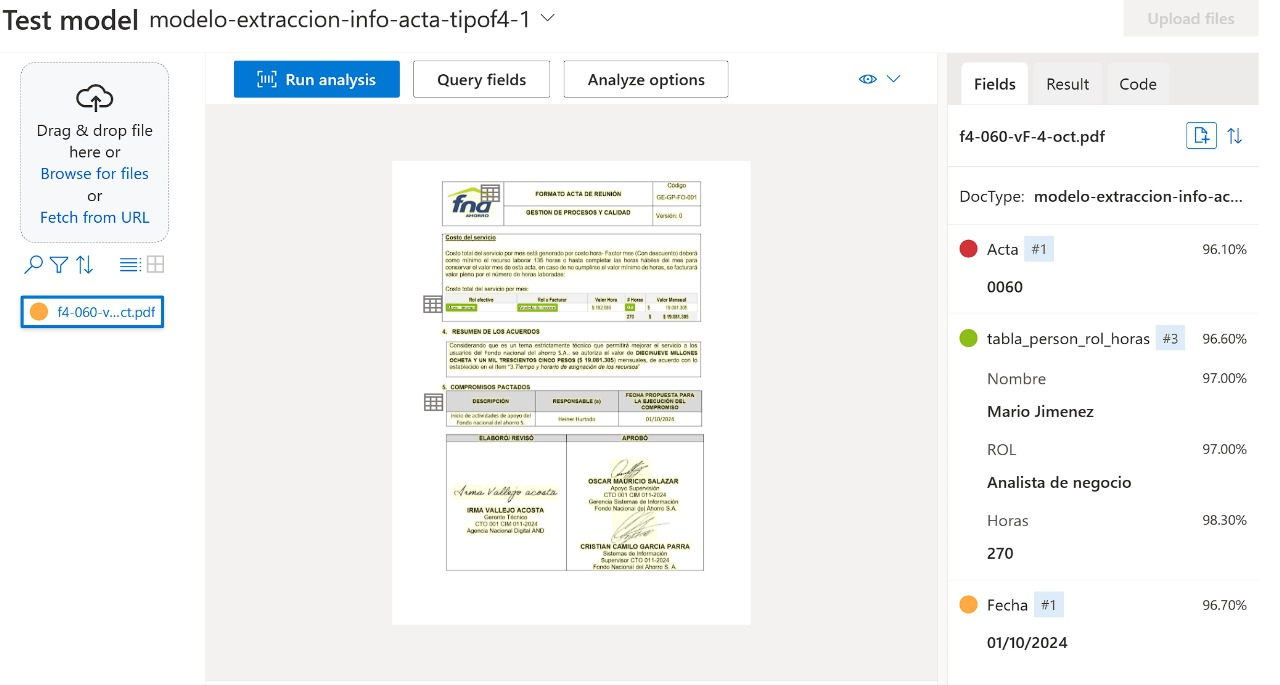 Test model modelo-extraccion-info-acta-tipof4-1
Upload files
Drag & drop file
here or
Browse for files
or
Fetch from URL
f4-060-v...ct.pdf
Run analysis
Query fields
Analyze options
fna
AHORRO
FORMATO ACTA DE REUNIÓN
GESTION DE PROCESOS Y CALIDAD
Código
GE-GP-FO-001
Versión: 0
Costo del servicio
Costo total del servicio por mes está generado por costo hora- Factor mes (Con descuento) deberá
como mínimo el recurso laborar 135 horas o hasta completar las horas hábiles del mes para
conservar el valor mes de esta acta, en caso de no cumplirse el valor mínimo de horas, se facturará
valor pleno por el número de horas laboradas:
Costo total del servicio por mes:
Rol efectivo Rol a Facturar Valor Hora # Horas Valor Mensual
$ 19.081.305
270 $ $ 19.081.305
4. RESUMEN DE LOS ACUERDOS
Considerando que es un tema estrictamente técnico que permitirá mejorar el servicio a los
usuarios del Fondo nacional del ahorro S.A., se autoriza el valor de DIECINUEVE MILLONES
OCHETA Y UN MIL TRESCIENTOS CINCO PESOS ($ 19.081.305) mensuales, de acuerdo con lo
establecido en el ítem "3.Tiempo y horario de asignación de los recursos"
5. COMPROMISOS PACTADOS
DESCRIPCIÓN RESPONSABLE (s) FECHA PROPUESTA PARA
LA EJECUCIÓN DEL
COMPROMISO
Inicio de actividades de apoyo del
Fondo nacional del ahorro S.
Heiner Hurtado 01/10/2024
ELABORÓ/ REVISÓ APROBÓ
Irma Vallejo acosta
IRMA VALLEJO ACOSTA
Gerente Técnico
CTO 001 CIM 011-2024
Agencia Nacional Digital AND
OSCAR MAURICIO SALAZAR
Apoyo Supervisión
CTO 001 CIM 011-2024
Gerencia Sistemas de Información
Fondo Nacional del Ahorro S.A.
CRISTIAN CAMILO GARCIA PARRA
Sistemas de Información
Supervisor CTO 011-2024
Fondo Nacional del Ahorro S. A.
Fields Result Code
f4-060-vF-4-oct.pdf
DocType: modelo-extraccion-info-ac...
Acta #1 96.10%
0060
tabla_person_rol_horas #3 96.60%
Nombre 97.00%
Mario Jimenez
ROL 97.00%
Analista de negocio
Horas 98.30%
270
Fecha #1 96.70%
01/10/2024